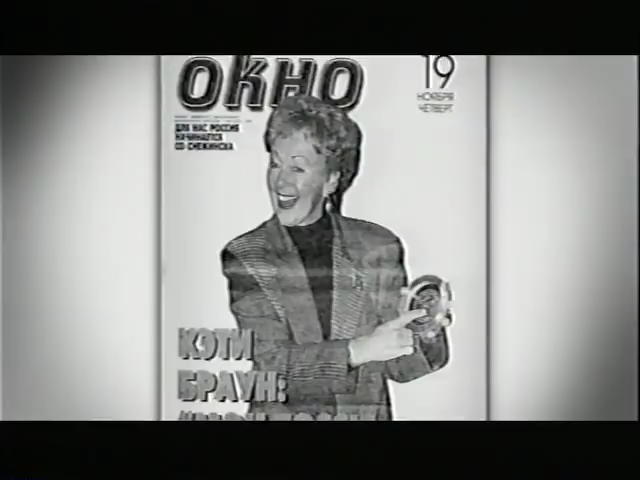 ОКНО
19
НОЯБРЯ
ЧЕТВЕРГ
ДЛЯ НАС РОССИЯ
НАЧИНАЕТСЯ
СО СНЕЖИНСКА
КЭТИ
БРАУН: